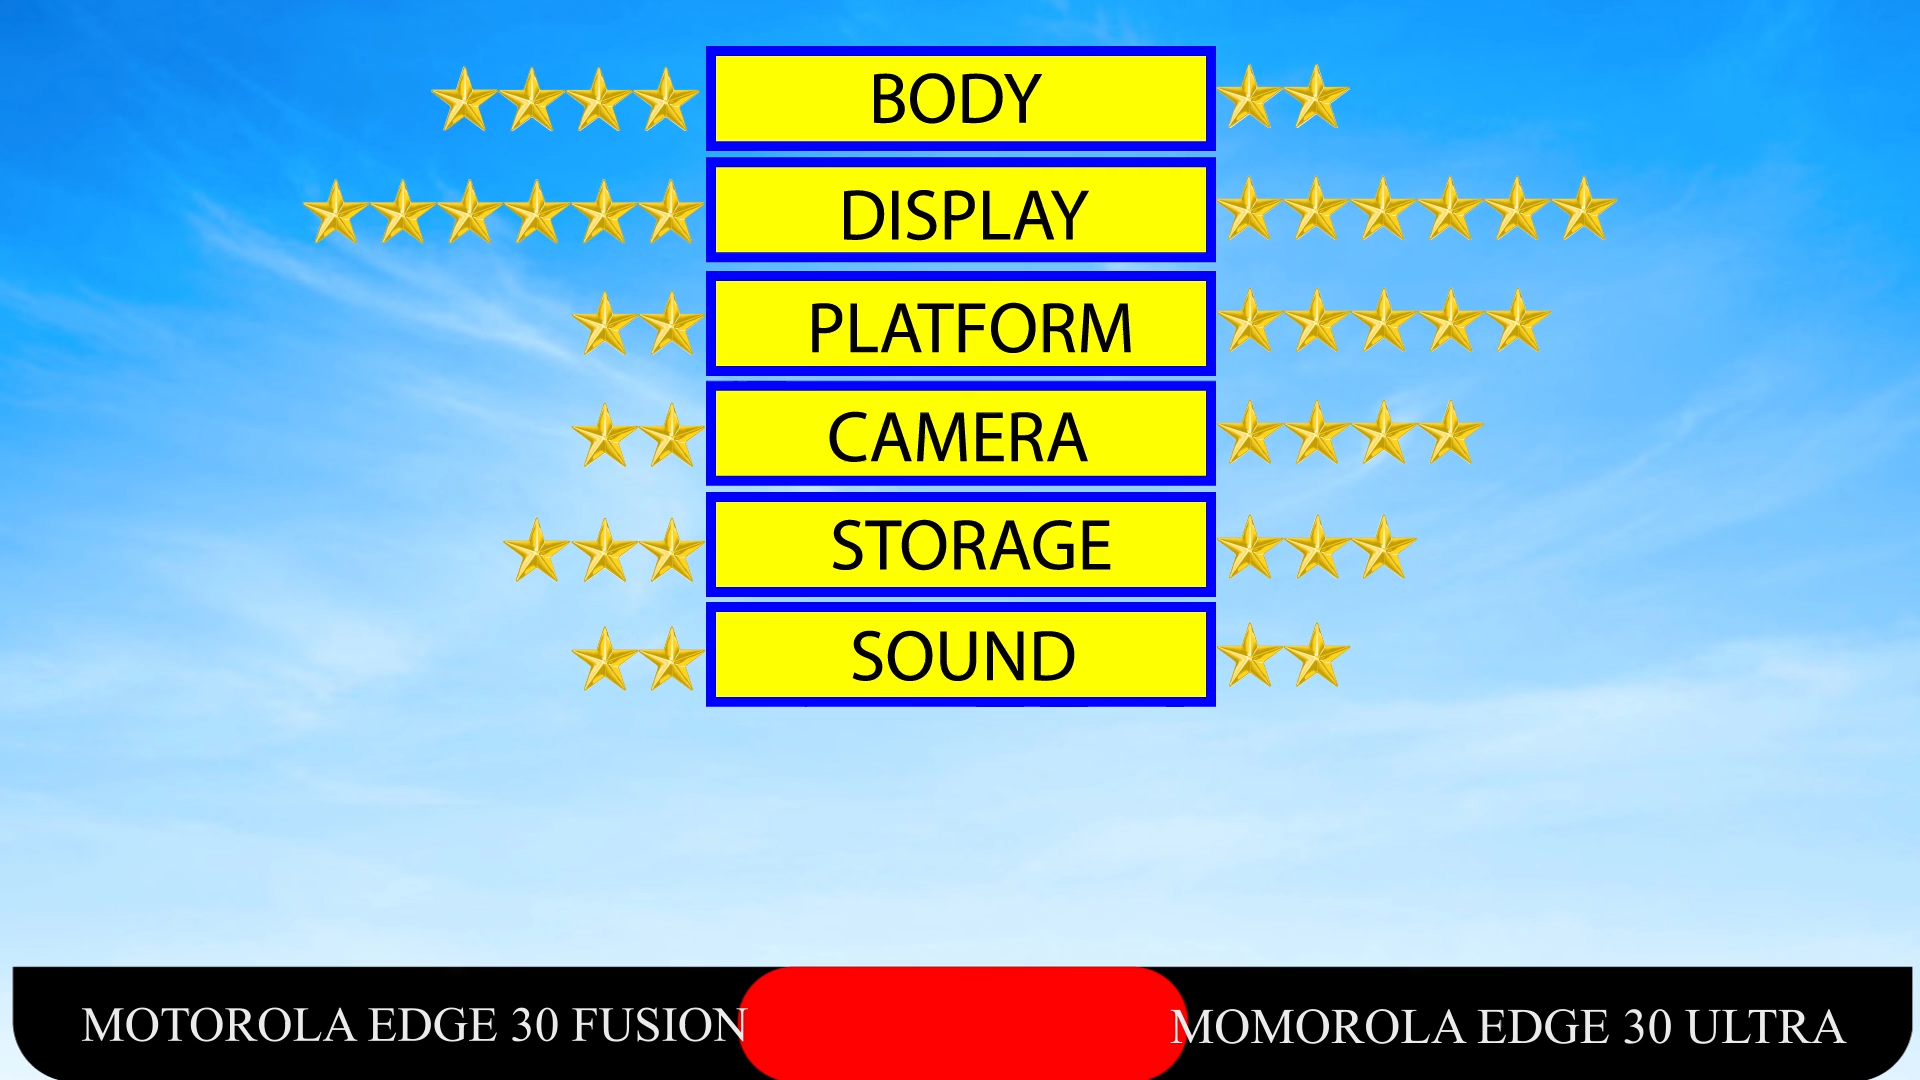 BODY
DISPLAY
PLATFORM
CAMERA
STORAGE
SOUND
MOTOROLA EDGE 30 FUSION
MOMOROLA EDGE 30 ULTRA